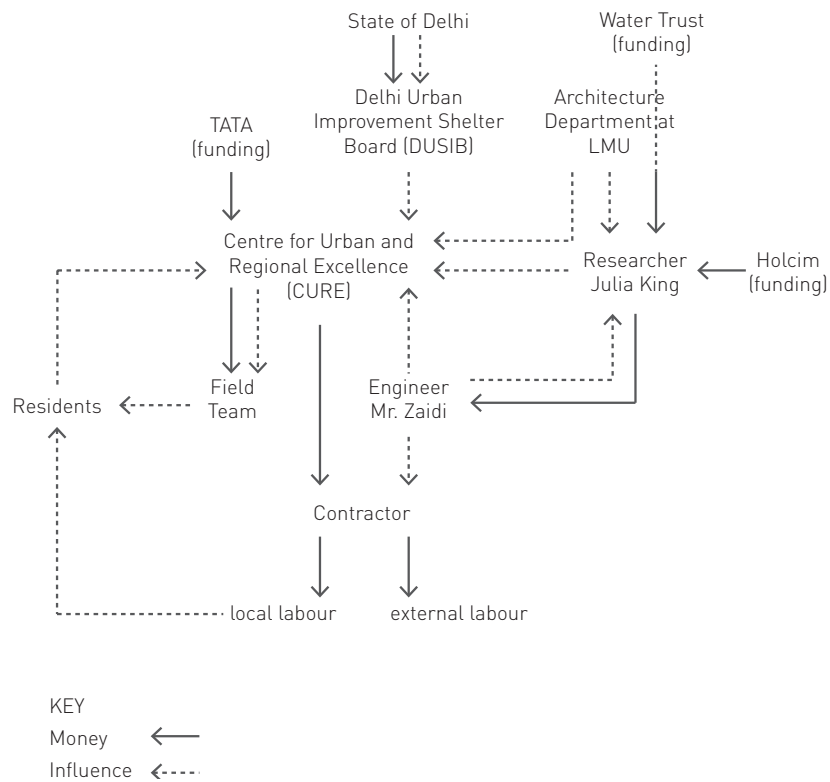 State of Delhi
Water Trust
(funding)
Delhi Urban
Improvement Shelter
Board (DUSIB)
Architecture
Department at
LMU
TATA
(funding)
Centre for Urban and
Regional Excellence
(CURE)
Researcher
Julia King
Holcim
(funding)
Residents
Field
Team
Engineer
Mr. Zaidi
Contractor
local labour
external labour
KEY
Money
Influence